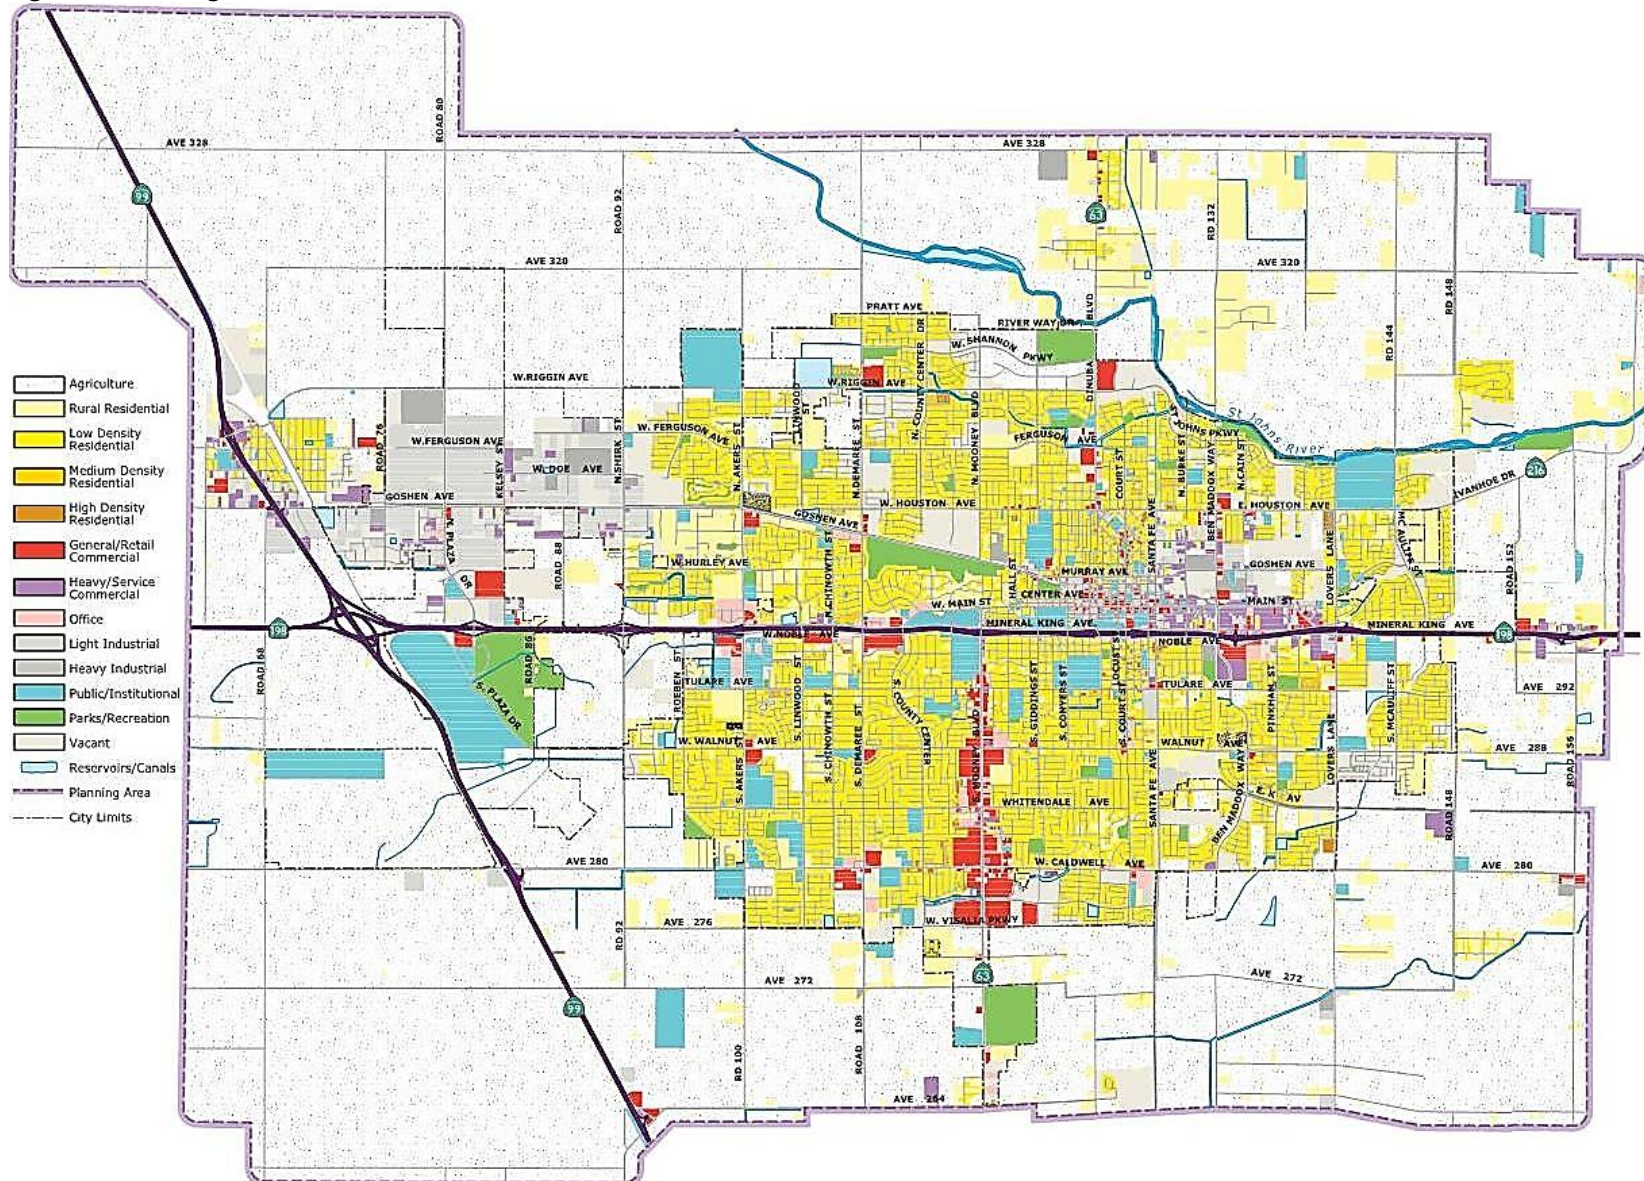 AVE 328
ROAD 80
AVE 328
99
ROAD 92
63
RD 132
AVE 320
AVE 320
RD 148
RD 144
PRATT AVE
RIVER WAY DR
BLVD
DINUBA
W. SHANNON
PKWY
N. COUNTY CENTER DR
W.RIGGIN AVE
W.RIGGIN AVE
LINWOOD
ST
N. MOONEY BLVD
St Johns River
ST JOHNS PKWY
W. FERGUSON AVE
FERGUSON AVE
W.FERGUSON AVE
ROAD 76
KELSEY ST
N.SHIRK ST
N. AKERS ST
N.DEMAREE ST
W. DOE AVE
COURT ST
N. BURKE ST
BEN MADDOX WAY
N.CAIN ST
216
IVANHOE DR
GOSHEN AVE
W. HOUSTON AVE
E. HOUSTON AVE
GOSHEN AVE
SANTA FE AVE
LOVERS LANE
MC AULIFF ST
ROAD 152
N. PLAZA
DR
ROAD 88
W.HURLEY AVE
N. CHINOWTH ST
HALL ST
MURRAY AVE
GOSHEN AVE
CENTER AVE
W. MAIN ST
MAIN ST
MINERAL KING AVE
MINERAL KING AVE
198
198
W.NOBLE AVE
NOBLE AVE
ROAD 68
ROAD 86
S. PLAZA DR
ROEBEN ST
TULARE AVE
TULARE AVE
S. LINWOOD ST
S. CHINOWTH ST
S. DEMAREE ST
S. COUNTY CENTER
S. MOONEY BLVD
S. GIDDINGS ST
S. CONYERS ST
LOCUST ST
S. COURT ST
PINKHAM ST
LOVERS LANE
S. MCAULIFF ST
AVE 292
W. WALNUT AVE
WALNUT AVE
AVE 288
ROAD 156
S. AKERS ST
WHITENDALE AVE
SANTA FE AVE
BEN MADDOX WAY
E. K AV
ROAD 148
AVE 280
W. CALDWELL AVE
AVE 280
RD 92
AVE 276
W. VISALIA PKWY
AVE 272
63
AVE 272
99
RD 100
ROAD 108
AVE 264
Agriculture
Rural Residential
Low Density
Residential
Medium Density
Residential
High Density
Residential
General/Retail
Commercial
Heavy/Service
Commercial
Office
Light Industrial
Heavy Industrial
Public/Institutional
Parks/Recreation
Vacant
Reservoirs/Canals
Planning Area
City Limits